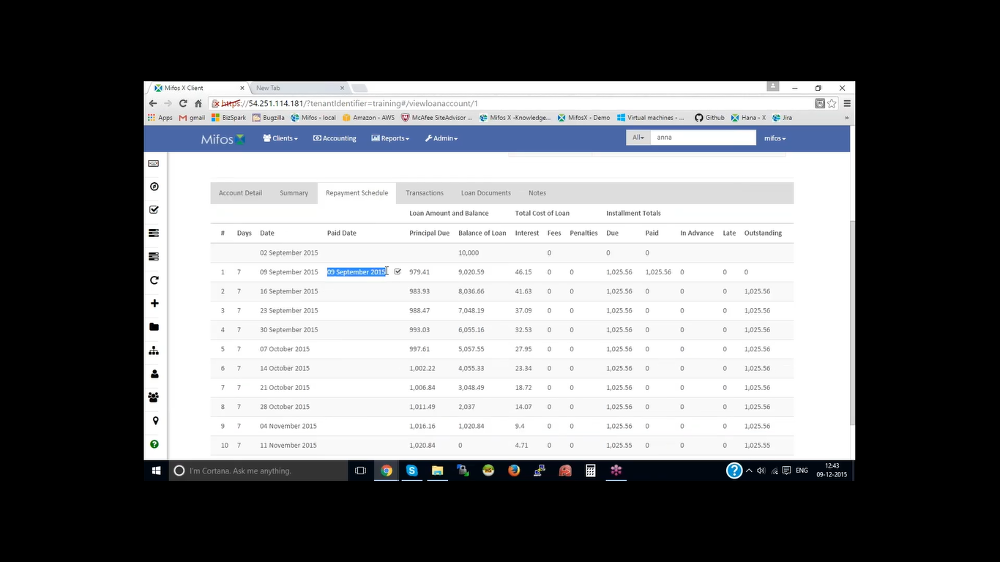 Mifos X Client
New Tab
https://54.251.114.181/?tenantIdentifier=training#/viewloanaccount/1
Apps gmail BizSpark Bugzilla Mifos - local Amazon - AWS McAfee SiteAdvisor ... Mifos X -Knowledge... MifosX - Demo Virtual machines - ... Github Hana - X Jira »
Mifos Clients Accounting Reports Admin All anna mifos
Account Detail Summary Repayment Schedule Transactions Loan Documents Notes
Loan Amount and Balance Total Cost of Loan Installment Totals
# Days Date Paid Date Principal Due Balance of Loan Interest Fees Penalties Due Paid In Advance Late Outstanding
02 September 2015 10,000 0 0 0
1 7 09 September 2015 09 September 2015 979.41 9,020.59 46.15 0 0 1,025.56 1,025.56 0 0 0
2 7 16 September 2015 983.93 8,036.66 41.63 0 0 1,025.56 0 0 0 1,025.56
3 7 23 September 2015 988.47 7,048.19 37.09 0 0 1,025.56 0 0 0 1,025.56
4 7 30 September 2015 993.03 6,055.16 32.53 0 0 1,025.56 0 0 0 1,025.56
5 7 07 October 2015 997.61 5,057.55 27.95 0 0 1,025.56 0 0 0 1,025.56
6 7 14 October 2015 1,002.22 4,055.33 23.34 0 0 1,025.56 0 0 0 1,025.56
7 7 21 October 2015 1,006.84 3,048.49 18.72 0 0 1,025.56 0 0 0 1,025.56
8 7 28 October 2015 1,011.49 2,037 14.07 0 0 1,025.56 0 0 0 1,025.56
9 7 04 November 2015 1,016.16 1,020.84 9.4 0 0 1,025.56 0 0 0 1,025.56
10 7 11 November 2015 1,020.84 0 4.71 0 0 1,025.55 0 0 0 1,025.55
I'm Cortana. Ask me anything.
ENG
12:43
09-12-2015